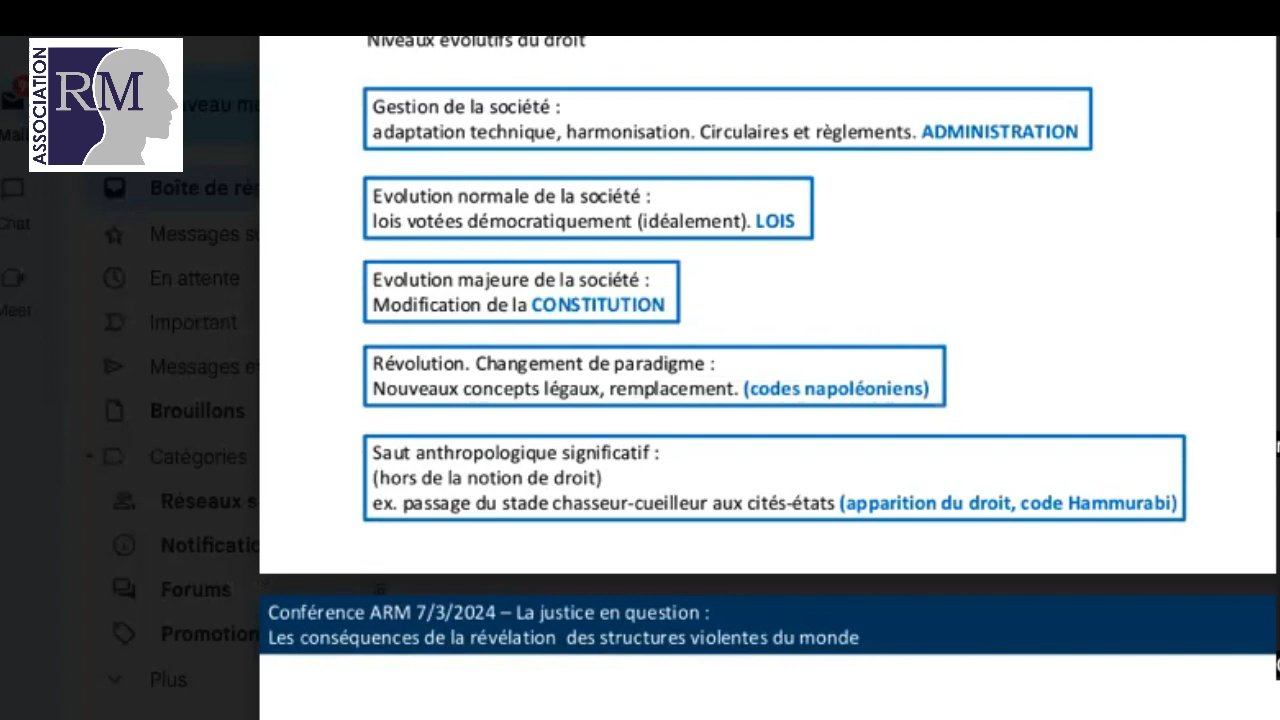 ASSOCIATION
RM
Mail
Chat
Meet
Boîte de
Messages
En attente
Important
Messages
Brouillons
Catégories
Réseaux
Forums
Plus
Niveaux évolutifs du droit
Gestion de la société :
adaptation technique, harmonisation. Circulaires et règlements. ADMINISTRATION
Evolution normale de la société :
lois votées démocratiquement (idéalement). LOIS
Evolution majeure de la société :
Modification de la CONSTITUTION
Révolution. Changement de paradigme :
Nouveaux concepts légaux, remplacement. (codes napoléoniens)
Saut anthropologique significatif :
(hors de la notion de droit)
ex. passage du stade chasseur-cueilleur aux cités-états (apparition du droit, code Hammurabi)
Conférence ARM 7/3/2024 – La justice en question :
Les conséquences de la révélation des structures violentes du monde